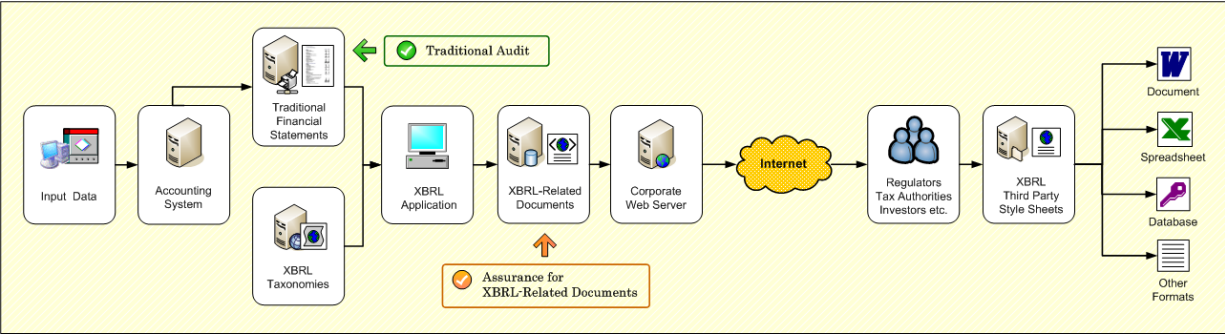 Traditional Audit
Traditional
Financial
Statements
Input Data
Accounting
System
XBRL
Taxonomies
XBRL
Application
XBRL-Related
Documents
Assurance for
XBRL-Related Documents
Corporate
Web Server
Internet
Regulators
Tax Authorities
Investors etc.
XBRL
Third Party
Style Sheets
W
Document
X
Spreadsheet
Database
Other
Formats